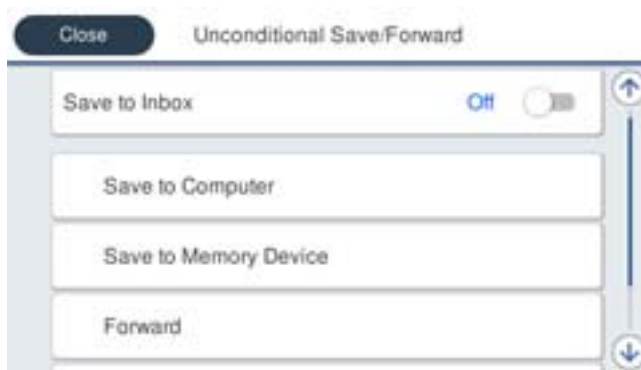 Close
Unconditional Save/Forward
Save to Inbox
Off
Save to Computer
Save to Memory Device
Forward